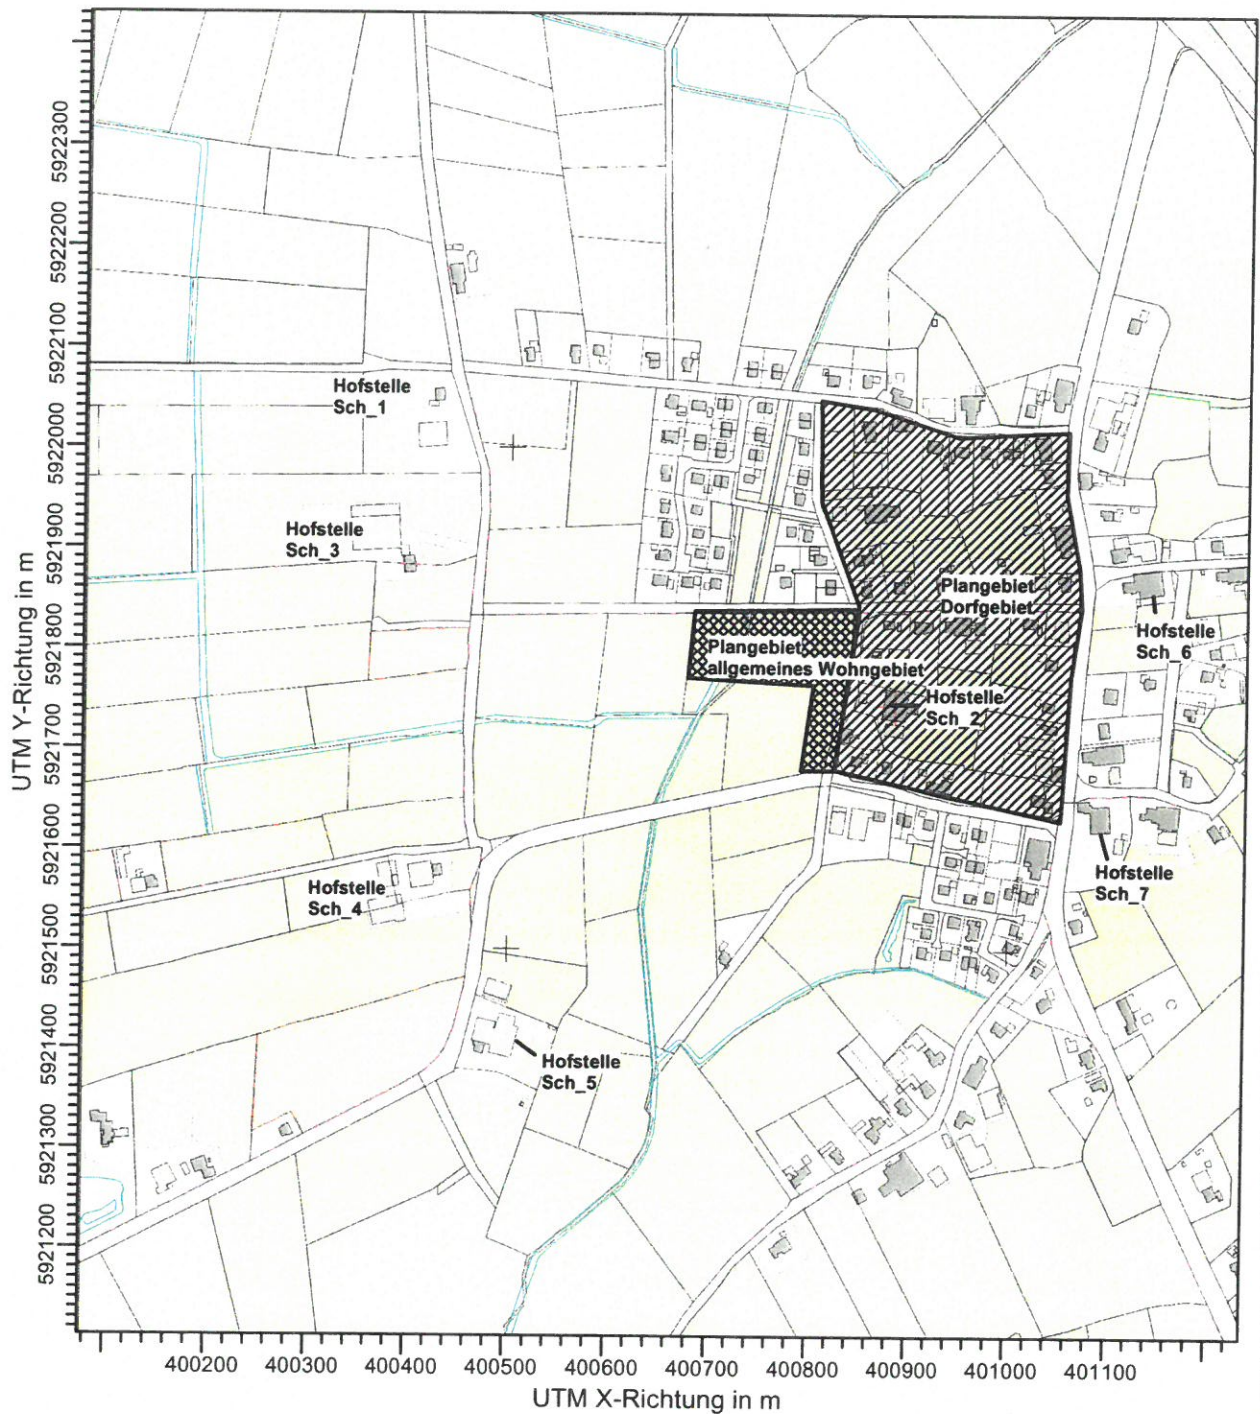 5922300
5922200
5922100
5922000
5921900
5921800
5921700
5921600
5921500
5921400
5921300
5921200
UTM Y-Richtung in m
Hofstelle
Sch_1
Hofstelle
Sch_3
Plangebiet
Dorfgebiet
Hofstelle
Sch_6
Plangebiet
allgemeines Wohngebiet
Hofstelle
Sch_2
Hofstelle
Sch_4
Hofstelle
Sch_7
Hofstelle
Sch_5
400200 400300 400400 400500 400600 400700 400800 400900 401000 401100
UTM X-Richtung in m